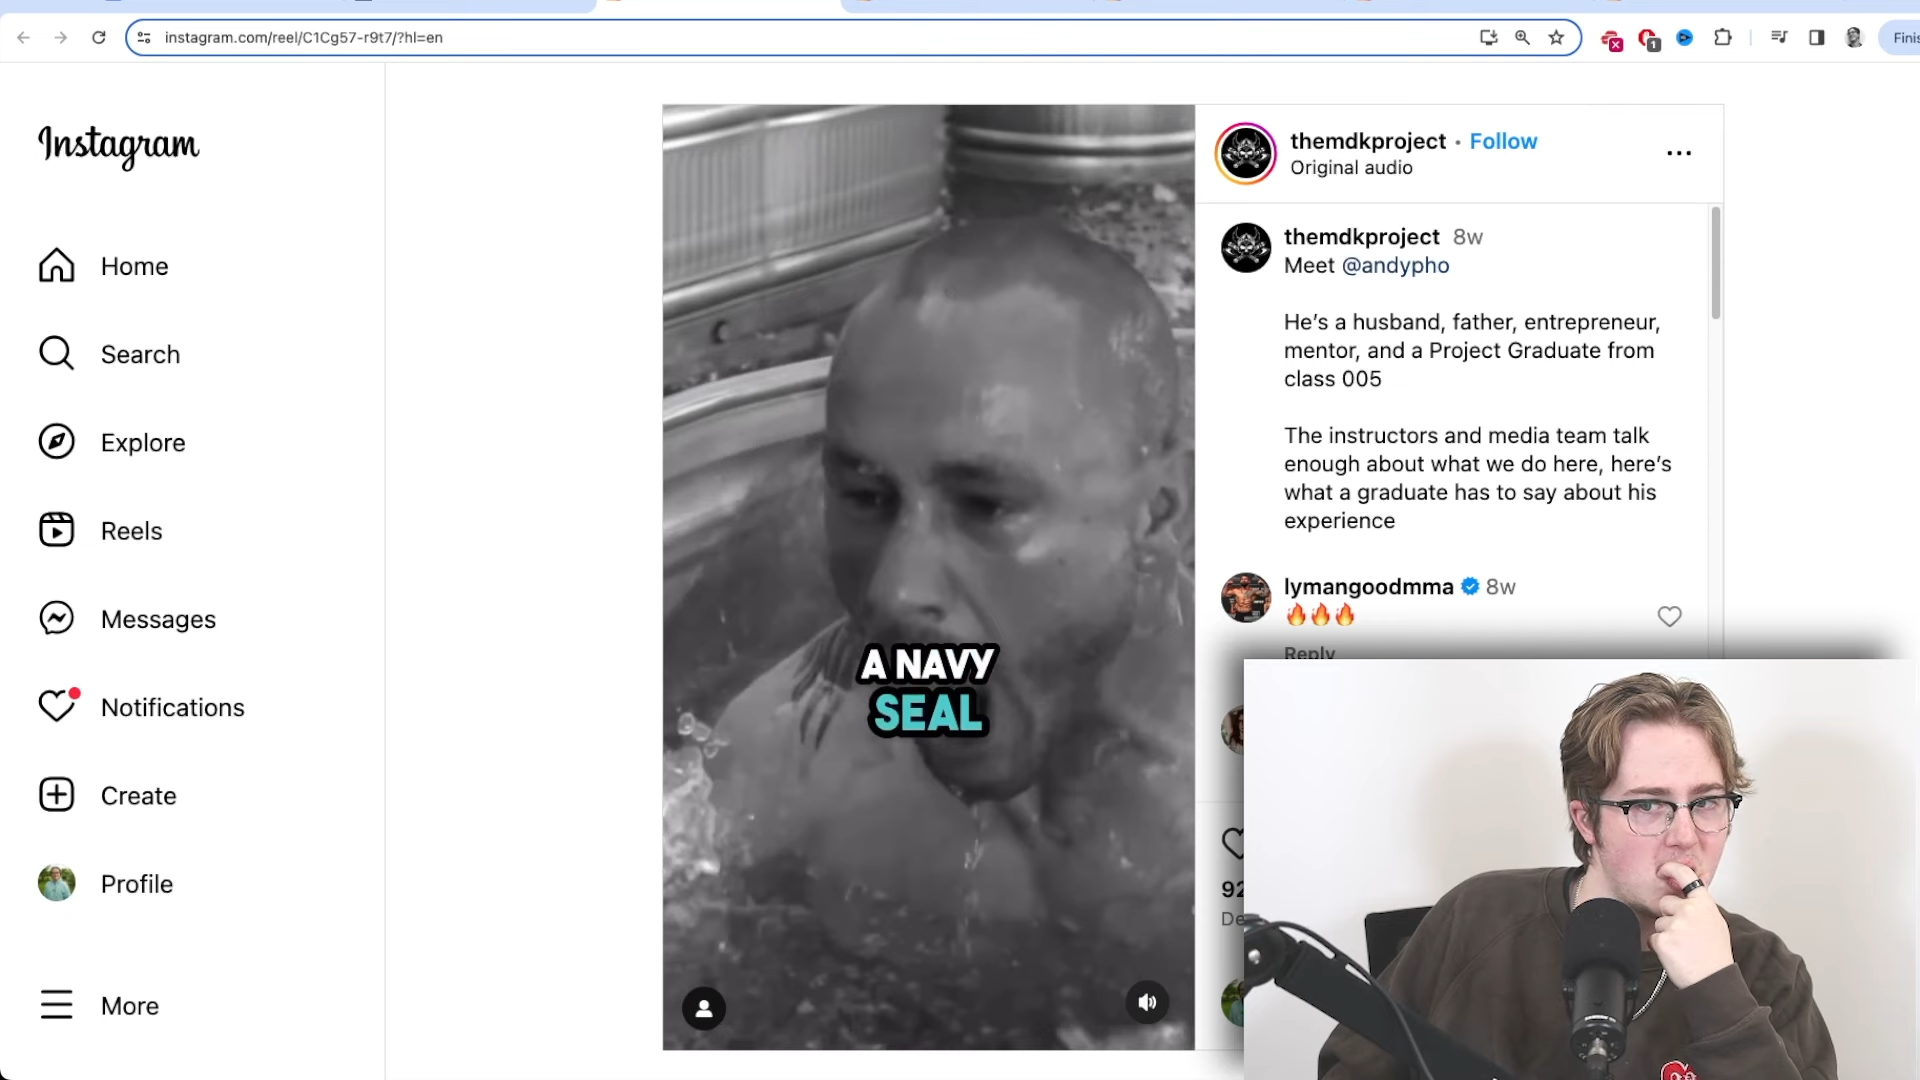 instagram.com/reel/C1Cg57-r9t7/?hl=en
Instagram
Home
Search
Explore
Reels
Messages
Notifications
Create
Profile
More
A NAVY
SEAL
themdkproject • Follow
Original audio
themdkproject 8w
Meet @andypho
He's a husband, father, entrepreneur,
mentor, and a Project Graduate from
class 005
The instructors and media team talk
enough about what we do here, here's
what a graduate has to say about his
experience
lymangoodmma 8w
🔥🔥🔥
Reply
1